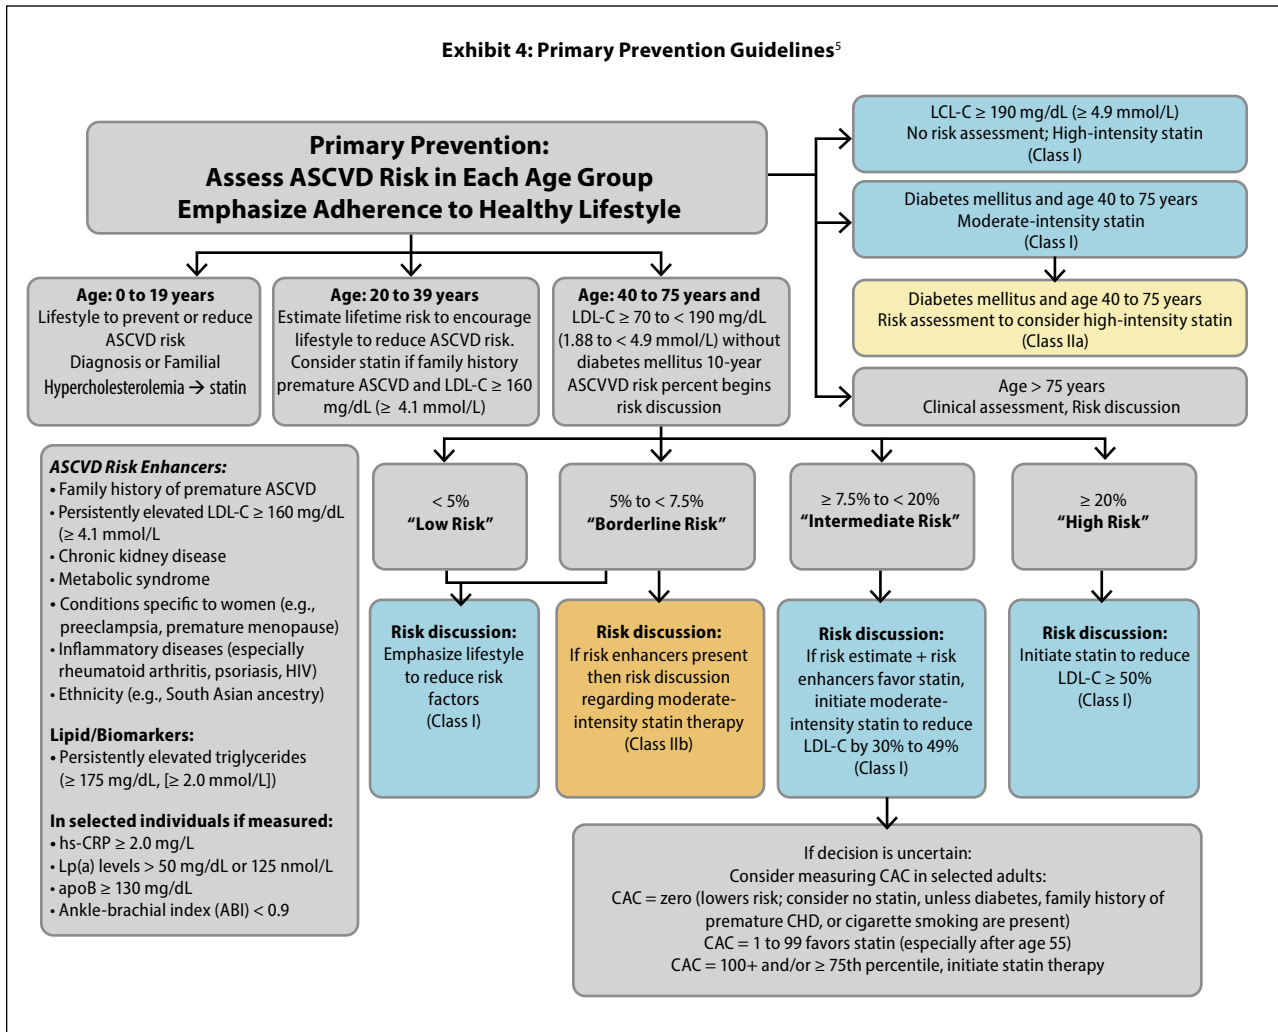 Exhibit 4: Primary Prevention Guidelines⁵
Primary Prevention:
Assess ASCVD Risk in Each Age Group
Emphasize Adherence to Healthy Lifestyle
LCL-C ≥ 190 mg/dL (≥ 4.9 mmol/L)
No risk assessment; High-intensity statin
(Class I)
Diabetes mellitus and age 40 to 75 years
Moderate-intensity statin
(Class I)
Diabetes mellitus and age 40 to 75 years
Risk assessment to consider high-intensity statin
(Class IIa)
Age > 75 years
Clinical assessment, Risk discussion
Age: 0 to 19 years
Lifestyle to prevent or reduce
ASCVD risk
Diagnosis or Familial
Hypercholesterolemia → statin
Age: 20 to 39 years
Estimate lifetime risk to encourage
lifestyle to reduce ASCVD risk.
Consider statin if family history
premature ASCVD and LDL-C ≥ 160
mg/dL (≥ 4.1 mmol/L)
Age: 40 to 75 years and
LDL-C ≥ 70 to < 190 mg/dL
(1.88 to < 4.9 mmol/L) without
diabetes mellitus 10-year
ASCVVD risk percent begins
risk discussion
ASCVD Risk Enhancers:
• Family history of premature ASCVD
• Persistently elevated LDL-C ≥ 160 mg/dL
(≥ 4.1 mmol/L
• Chronic kidney disease
• Metabolic syndrome
• Conditions specific to women (e.g.,
preeclampsia, premature menopause)
• Inflammatory diseases (especially
rheumatoid arthritis, psoriasis, HIV)
• Ethnicity (e.g., South Asian ancestry)
Lipid/Biomarkers:
• Persistently elevated triglycerides
(≥ 175 mg/dL, [≥ 2.0 mmol/L])
In selected individuals if measured:
• hs-CRP ≥ 2.0 mg/L
• Lp(a) levels > 50 mg/dL or 125 nmol/L
• apoB ≥ 130 mg/dL
• Ankle-brachial index (ABI) < 0.9
< 5%
“Low Risk”
5% to < 7.5%
“Borderline Risk”
≥ 7.5% to < 20%
“Intermediate Risk”
≥ 20%
“High Risk”
Risk discussion:
Emphasize lifestyle
to reduce risk
factors
(Class I)
Risk discussion:
If risk enhancers present
then risk discussion
regarding moderate-
intensity statin therapy
(Class IIb)
Risk discussion:
If risk estimate + risk
enhancers favor statin,
initiate moderate-
intensity statin to reduce
LDL-C by 30% to 49%
(Class I)
Risk discussion:
Initiate statin to reduce
LDL-C ≥ 50%
(Class I)
If decision is uncertain:
Consider measuring CAC in selected adults:
CAC = zero (lowers risk; consider no statin, unless diabetes, family history of
premature CHD, or cigarette smoking are present)
CAC = 1 to 99 favors statin (especially after age 55)
CAC = 100+ and/or ≥ 75th percentile, initiate statin therapy